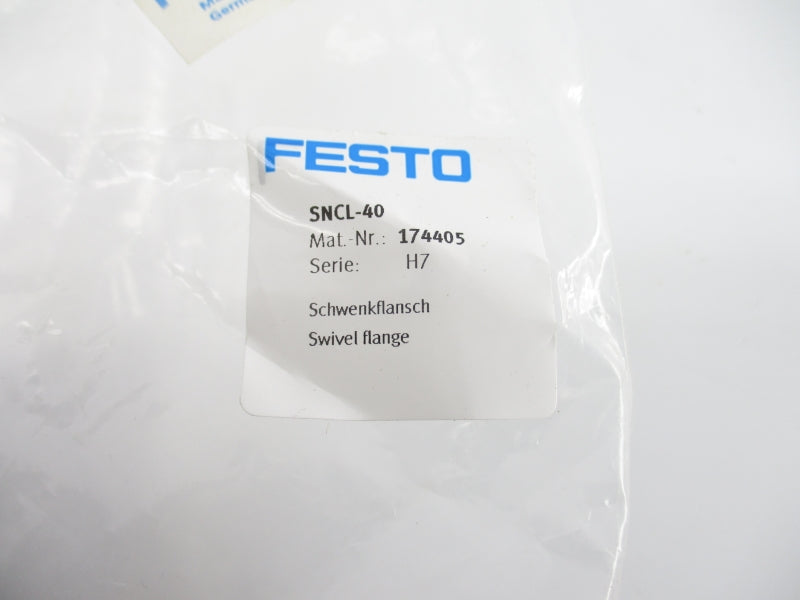 FESTO
SNCL-40
Mat.-Nr.: 174405
Serie: H7
Schwenkflansch
Swivel flange